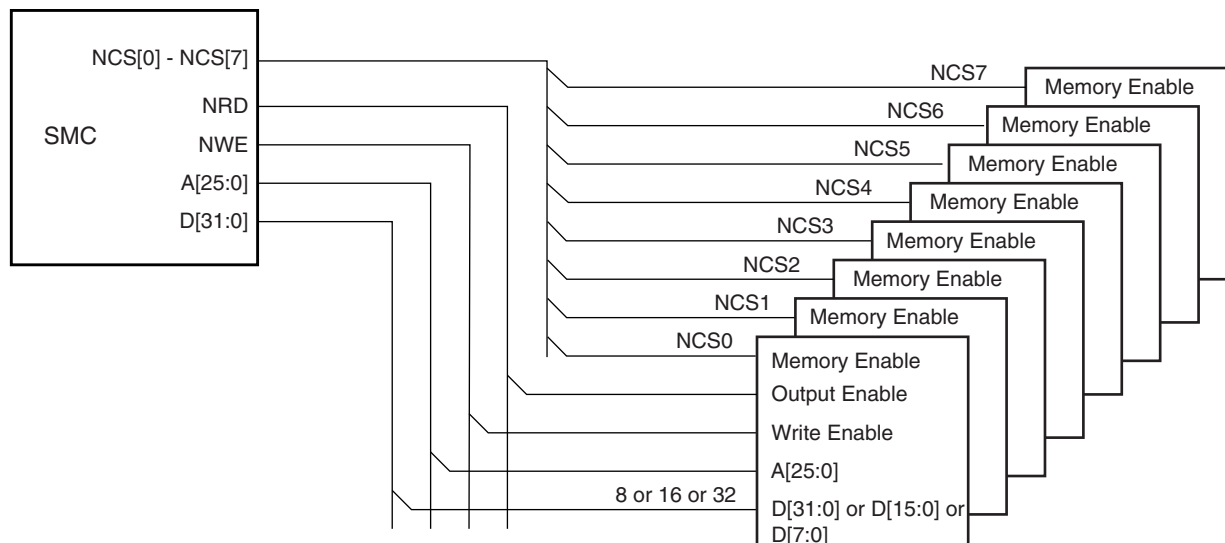 NCS[0] - NCS[7]
NRD
SMC
NWE
A[25:0]
D[31:0]
NCS7
Memory Enable
NCS6
Memory Enable
NCS5
Memory Enable
NCS4
Memory Enable
NCS3
Memory Enable
NCS2
Memory Enable
NCS1
Memory Enable
NCS0
Memory Enable
Output Enable
Write Enable
A[25:0]
8 or 16 or 32
D[31:0] or D[15:0] or
D[7:0]